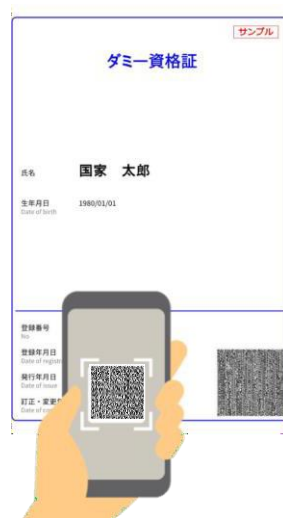 サンプル
ダミー資格証
氏名
国家 太郎
生年月日 1980/01/01
Date of birth
登録番号
No
登録年月日
Date of regist
発行年月日
Date of issue
訂正・変更
Date of